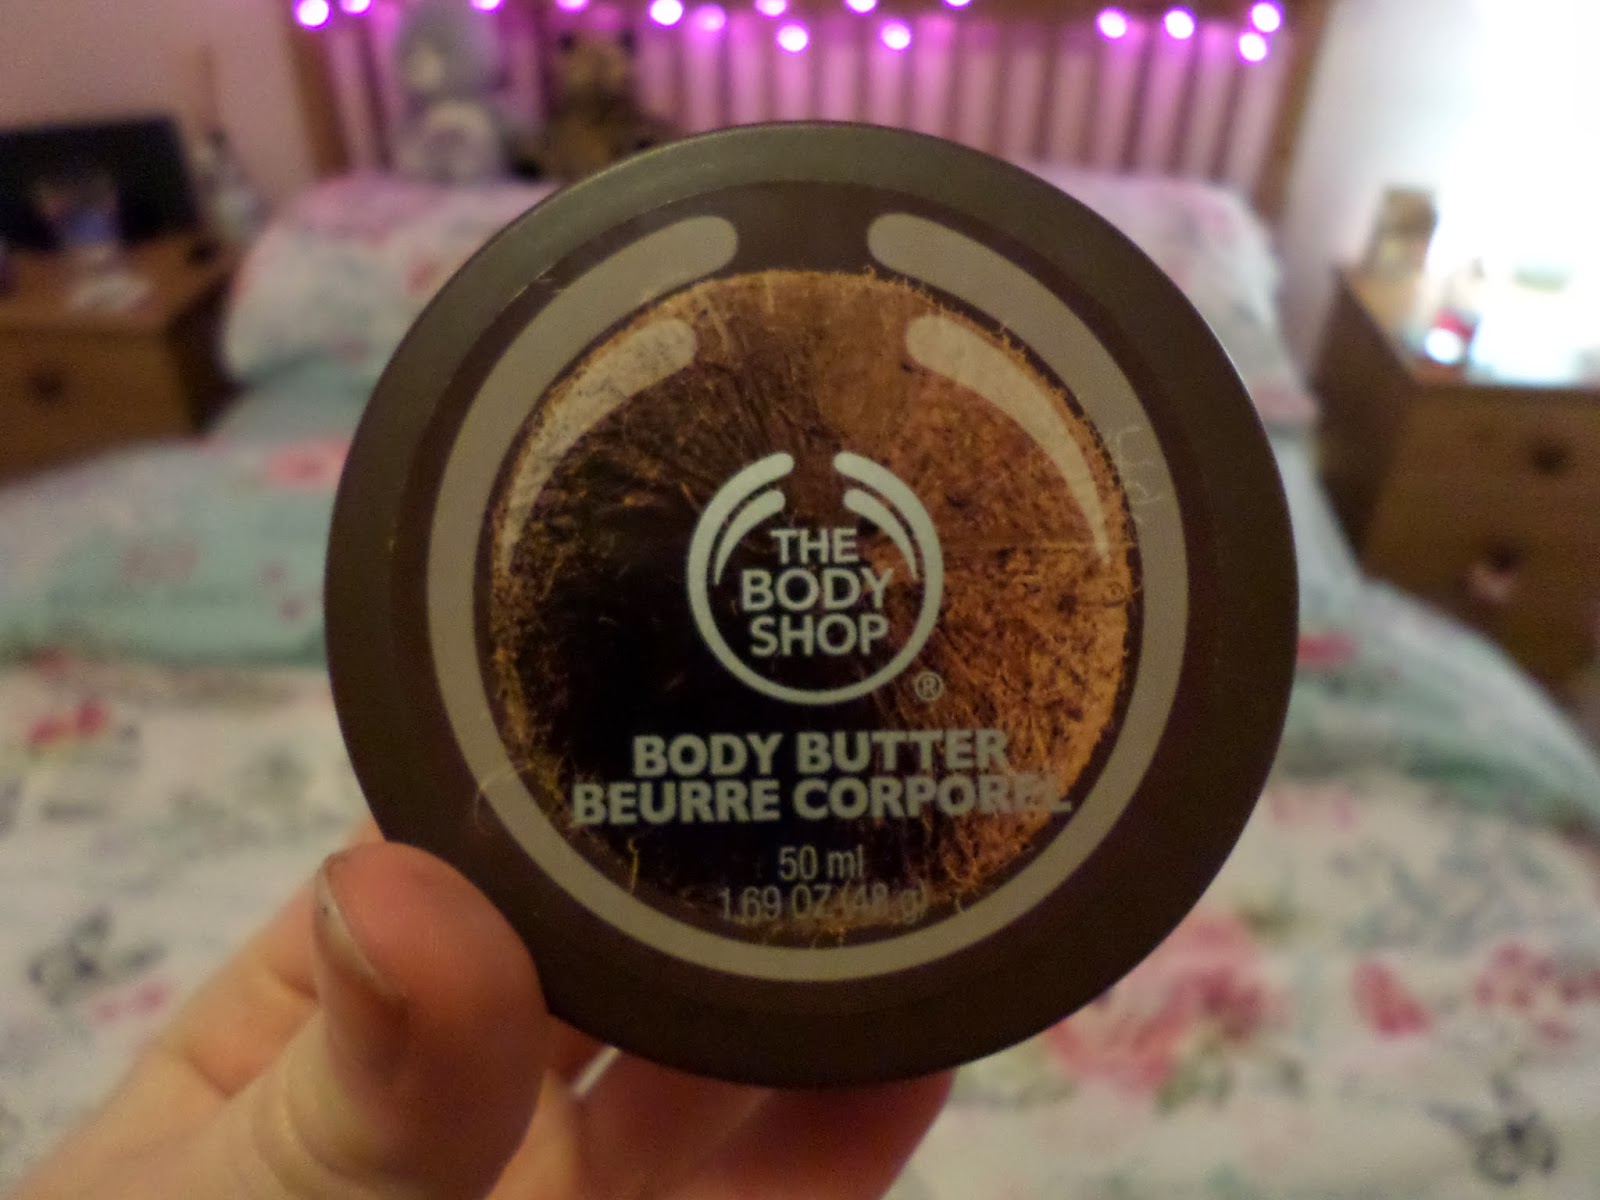 THE
BODY
SHOP
®
BODY BUTTER
BEURRE CORPOREL
50 ml
1.69 OZ (48 g)